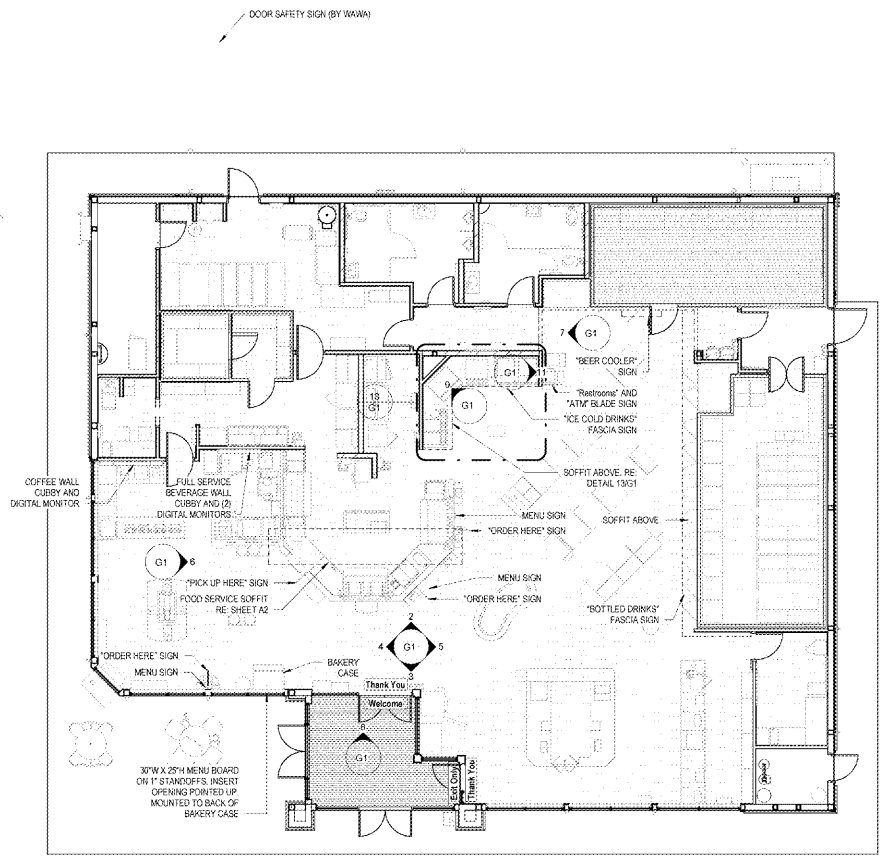 DOOR SAFETY SIGN (BY WAWA)
7
G1
"BEER COOLER"
SIGN
G1
11
"Restrooms" AND
"ATM" BLADE SIGN
9
G1
13
G1
"ICE COLD DRINKS"
FASCIA SIGN
SOFFIT ABOVE. RE:
DETAIL 13/G1
COFFEE WALL
CUBBY AND
DIGITAL MONITOR
FULL SERVICE
BEVERAGE WALL
CUBBY AND (2)
DIGITAL MONITORS
MENU SIGN
"ORDER HERE" SIGN
SOFFIT ABOVE
G1
6
"PICK UP HERE" SIGN
FOOD SERVICE SOFFIT
RE: SHEET A2
MENU SIGN
"ORDER HERE" SIGN
"BOTTLED DRINKS"
FASCIA SIGN
2
4
G1
5
3
"ORDER HERE" SIGN
MENU SIGN
BAKERY
CASE
Thank You
Welcome
8
G1
Exit Only
Thank You
30"W X 25"H MENU BOARD
ON 1" STANDOFFS. INSERT
OPENING POINTED UP.
MOUNTED TO BACK OF
BAKERY CASE